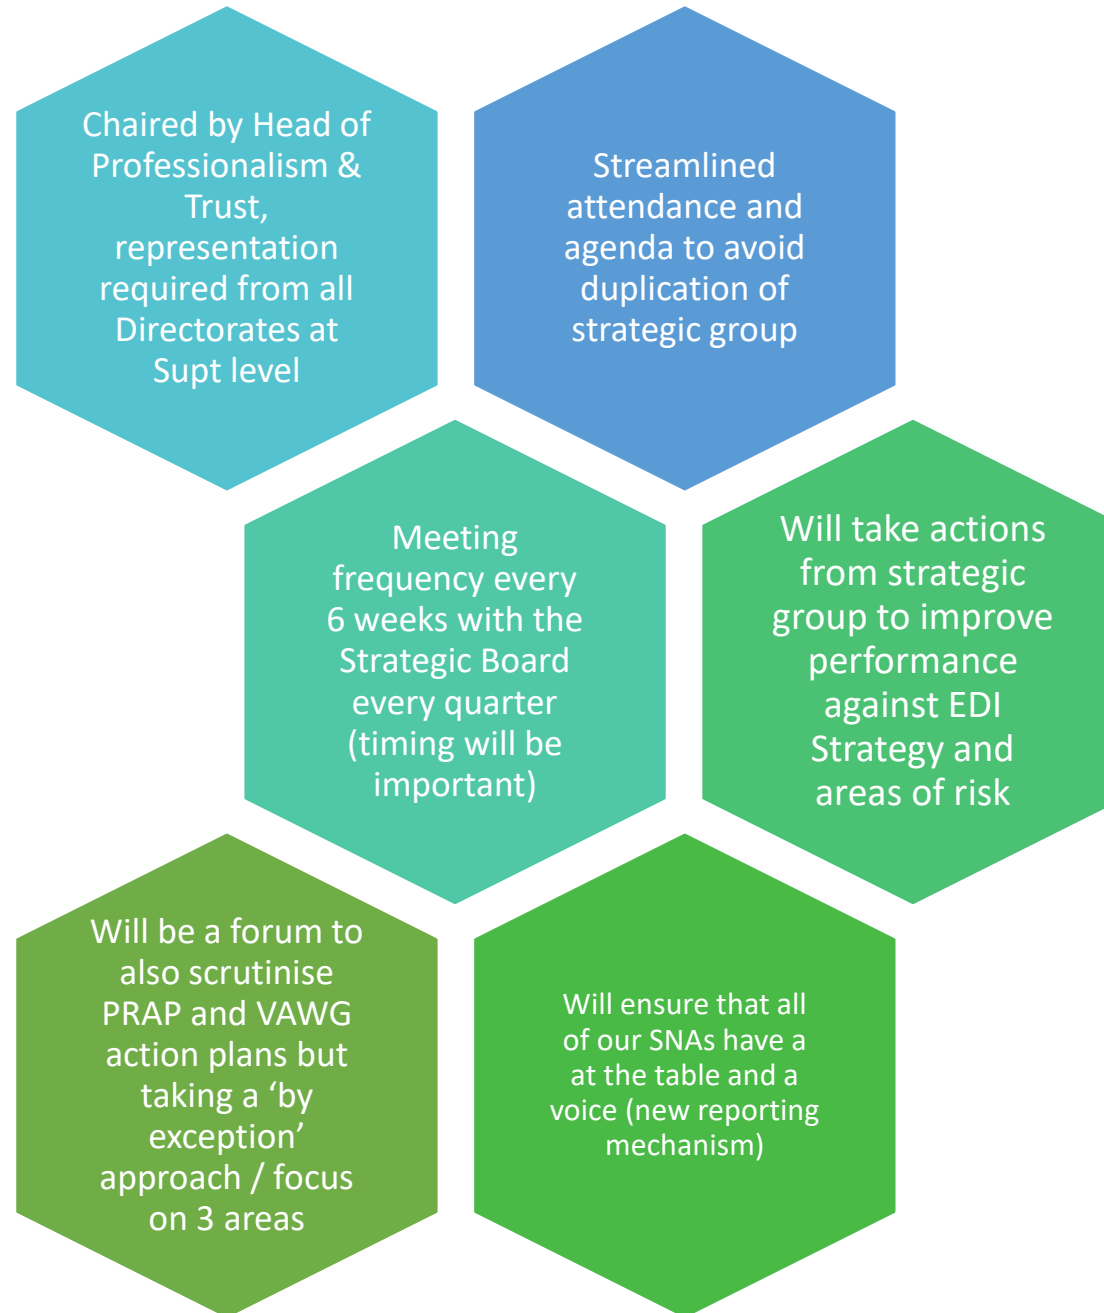 Chaired by Head of
Professionalism &
Trust,
representation
required from all
Directorates at
Supt level
Streamlined
attendance and
agenda to avoid
duplication of
strategic group
Meeting
frequency every
6 weeks with the
Strategic Board
every quarter
(timing will be
important)
Will take actions
from strategic
group to improve
performance
against EDI
Strategy and
areas of risk
Will be a forum to
also scrutinise
PRAP and VAWG
action plans but
taking a ‘by
exception’
approach / focus
on 3 areas
Will ensure that all
of our SNAs have a
at the table and a
voice (new reporting
mechanism)